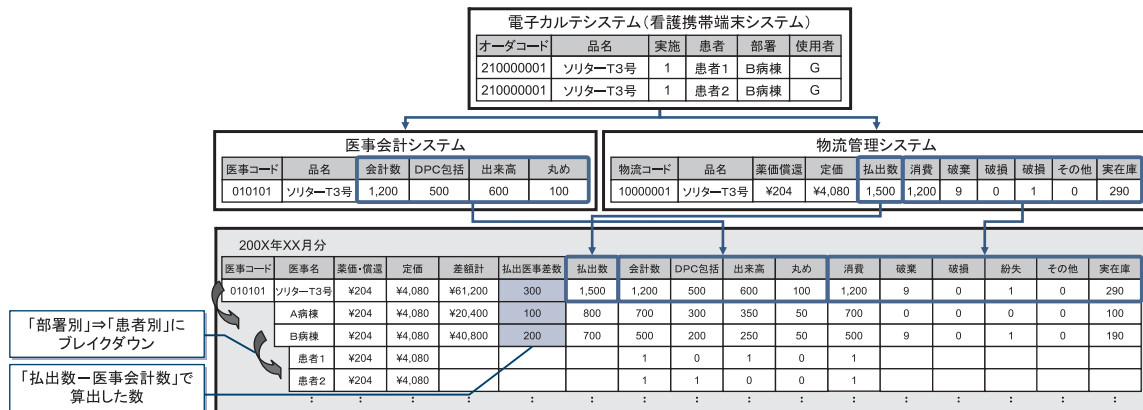 電子カルテシステム(看護携帯端末システム)
オーダコード 品名 実施 患者 部署 使用者
210000001 ソリターT3号 1 患者1 B病棟 G
210000001 ソリターT3号 1 患者2 B病棟 G
医事会計システム
医事コード 品名 会計数 DPC包括 出来高 丸め
010101 ソリターT3号 1,200 500 600 100
物流管理システム
物流コード 品名 薬価償還 定価 払出数 消費 破棄 破損 破損 その他 実在庫
10000001 ソリターT3号 ¥204 ¥4,080 1,500 1,200 9 0 1 0 290
200X年XX月分
医事コード 医事名 薬価・償還 定価 差額計 払出医事差数 払出数 会計数 DPC包括 出来高 丸め 消費 破棄 破損 紛失 その他 実在庫
010101 ソリターT3号 ¥204 ¥4,080 ¥61,200 300 1,500 1,200 500 600 100 1,200 9 0 1 0 290
A病棟 ¥204 ¥4,080 ¥20,400 100 800 700 300 350 50 700 0 0 0 0 100
B病棟 ¥204 ¥4,080 ¥40,800 200 700 500 200 250 50 500 9 0 1 0 190
患者1 ¥204 ¥4,080 1 0 1 0 1
患者2 ¥204 ¥4,080 1 1 0 0 1
: : : : : : : : : : : : : : : :
「部署別」⇒「患者別」に
ブレイクダウン
「払出数ー医事会計数」で
算出した数